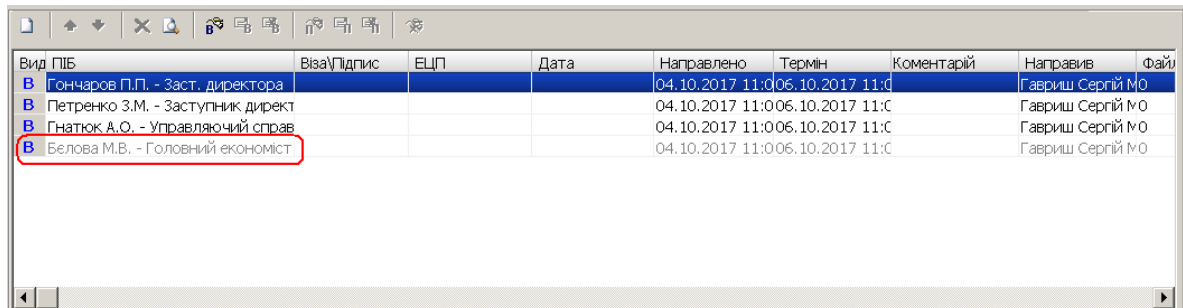 В В П П
Вид ПІБ Віза\Підпис ЕЦП Дата Направлено Термін Коментарій Направив Файл
В Гончаров П.П. - Заст. директора 04.10.2017 11:0 06.10.2017 11:0 Гавриш Сергій М 0
В Петренко З.М. - Заступник дирек 04.10.2017 11:0 06.10.2017 11:0 Гавриш Сергій М 0
В Гнатюк А.О. - Управляючий справ 04.10.2017 11:0 06.10.2017 11:0 Гавриш Сергій М 0
В Бєлова М.В. - Головний економіст 04.10.2017 11:0 06.10.2017 11:0 Гавриш Сергій М 0